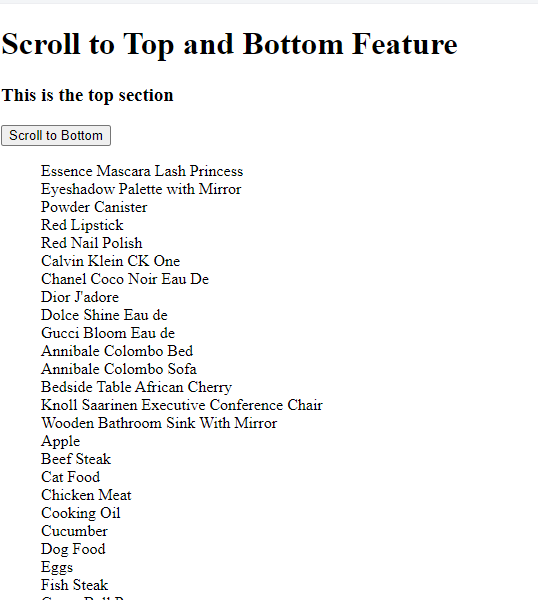 Scroll to Top and Bottom Feature
This is the top section
Scroll to Bottom
Essence Mascara Lash Princess
Eyeshadow Palette with Mirror
Powder Canister
Red Lipstick
Red Nail Polish
Calvin Klein CK One
Chanel Coco Noir Eau De
Dior J'adore
Dolce Shine Eau de
Gucci Bloom Eau de
Annibale Colombo Bed
Annibale Colombo Sofa
Bedside Table African Cherry
Knoll Saarinen Executive Conference Chair
Wooden Bathroom Sink With Mirror
Apple
Beef Steak
Cat Food
Chicken Meat
Cooking Oil
Cucumber
Dog Food
Eggs
Fish Steak